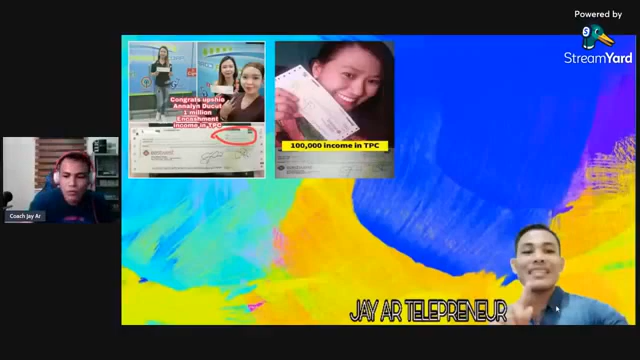 Powered by
StreamYard
Congrats upshie
Annalyn Ducut
1 million
Encashment
income in TPC
100,000 income in TPC
Coach Jay Ar
JAY AR TELEPRENEUR